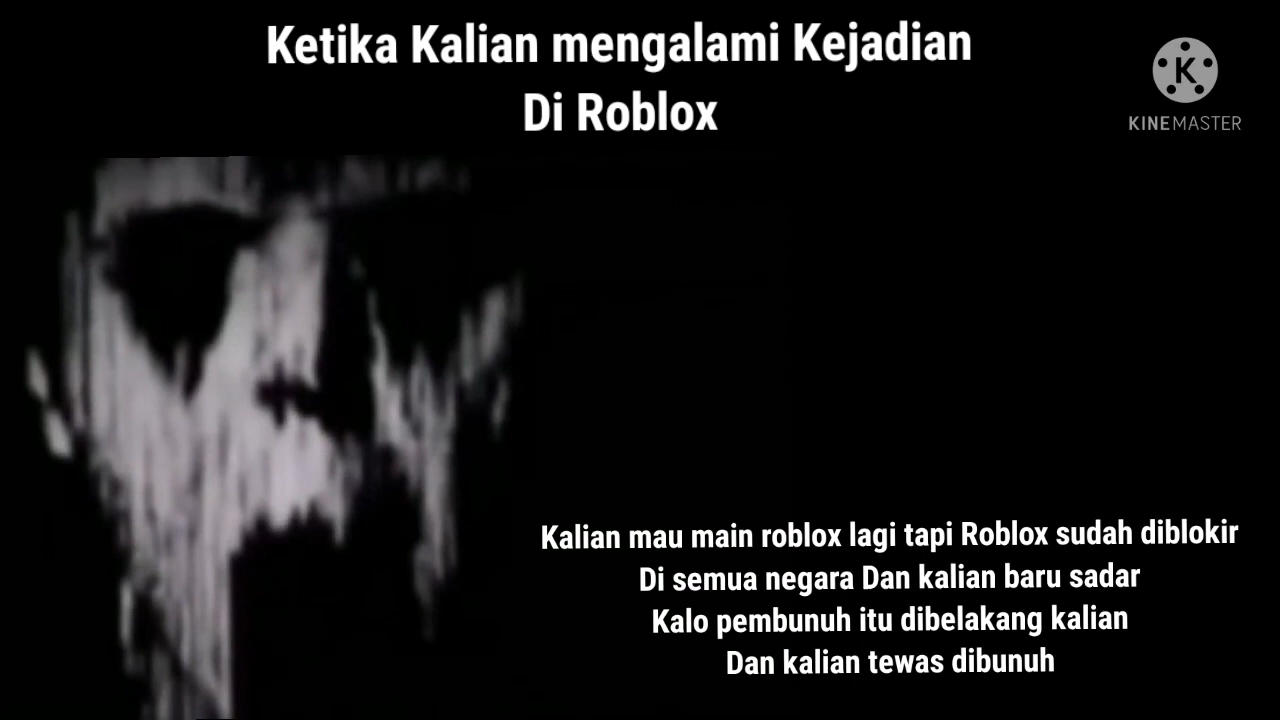 Ketika Kalian mengalami Kejadian
Di Roblox
K
KINEMASTER
Kalian mau main roblox lagi tapi Roblox sudah diblokir
Di semua negara Dan kalian baru sadar
Kalo pembunuh itu dibelakang kalian
Dan kalian tewas dibunuh